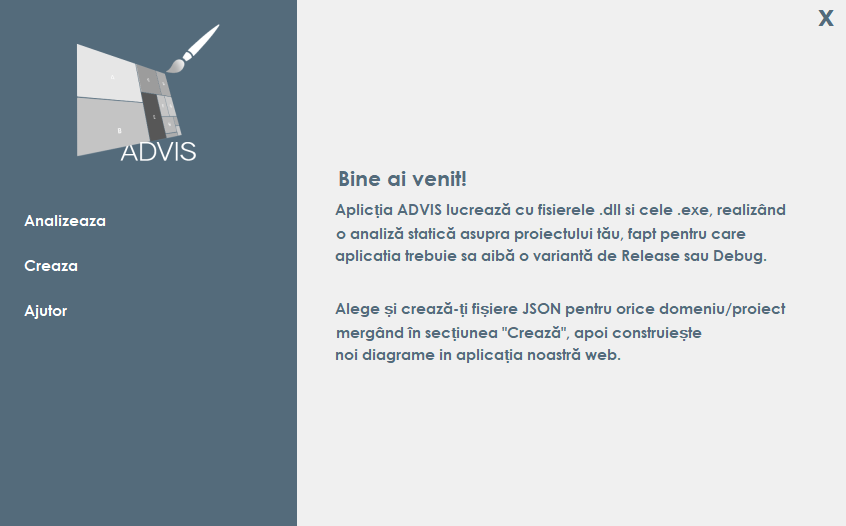 X
ADVIS
Analizeaza
Creaza
Ajutor
Bine ai venit!
Aplicția ADVIS lucrează cu fisierele .dll si cele .exe, realizând
o analiză statică asupra proiectului tău, fapt pentru care
aplicatia trebuie sa aibă o variantă de Release sau Debug.
Alege și crează-ți fișiere JSON pentru orice domeniu/proiect
mergând în secțiunea "Crează", apoi construiește
noi diagrame in aplicația noastră web.